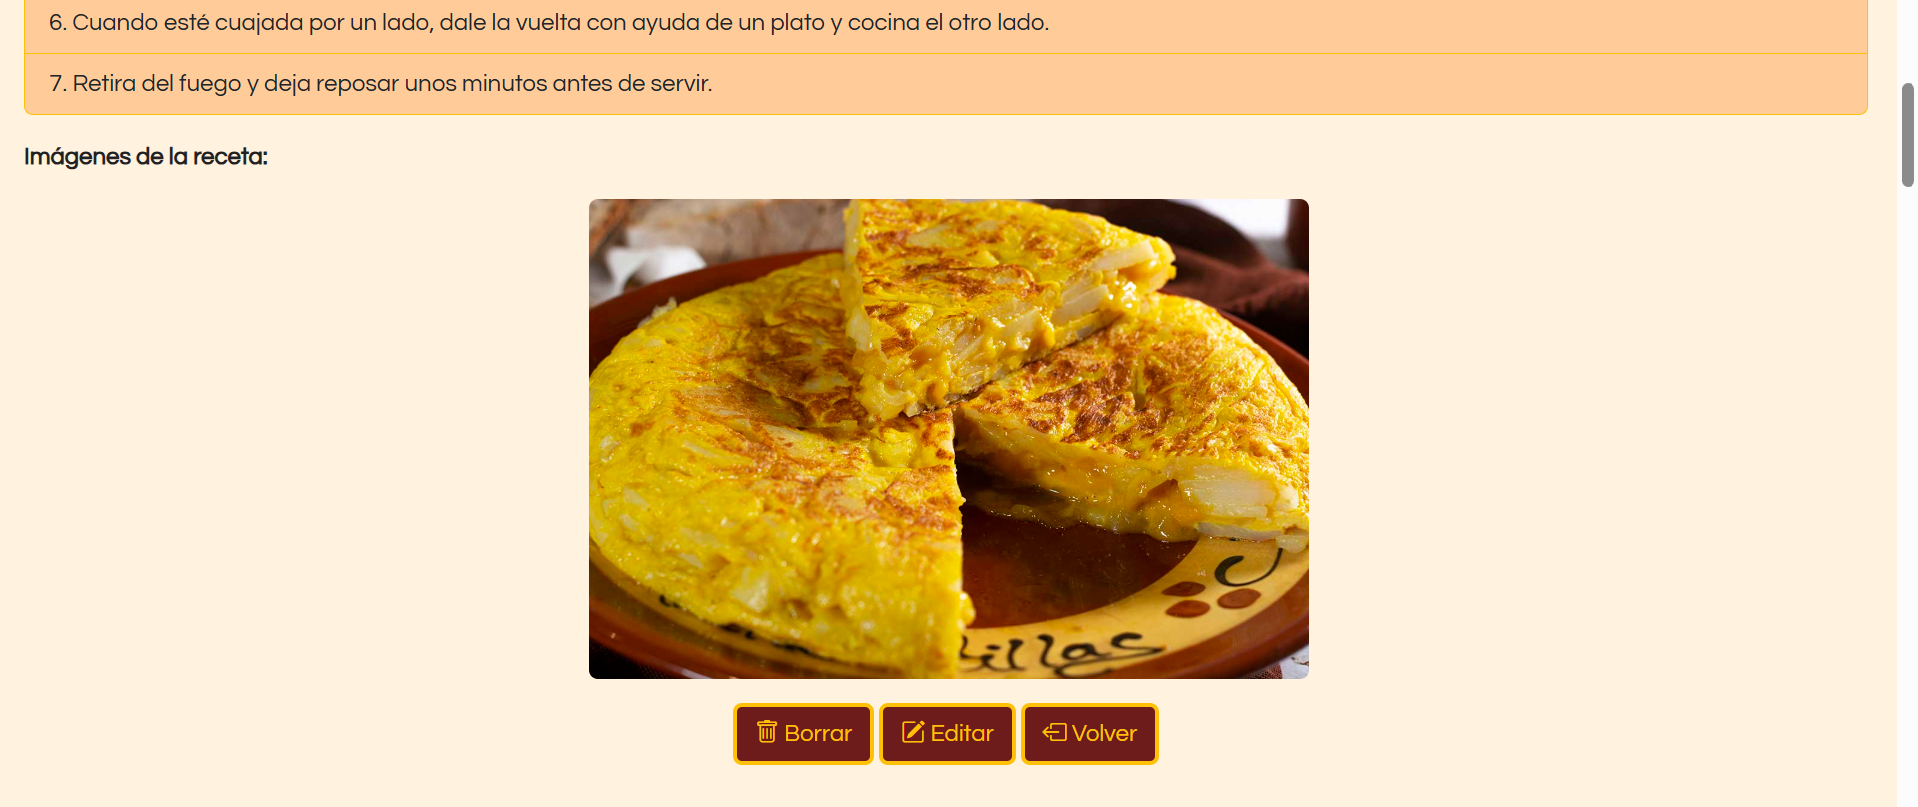 6. Cuando esté cuajada por un lado, dale la vuelta con ayuda de un plato y cocina el otro lado.
7. Retira del fuego y deja reposar unos minutos antes de servir.
Imágenes de la receta:
illas
Borrar Editar Volver